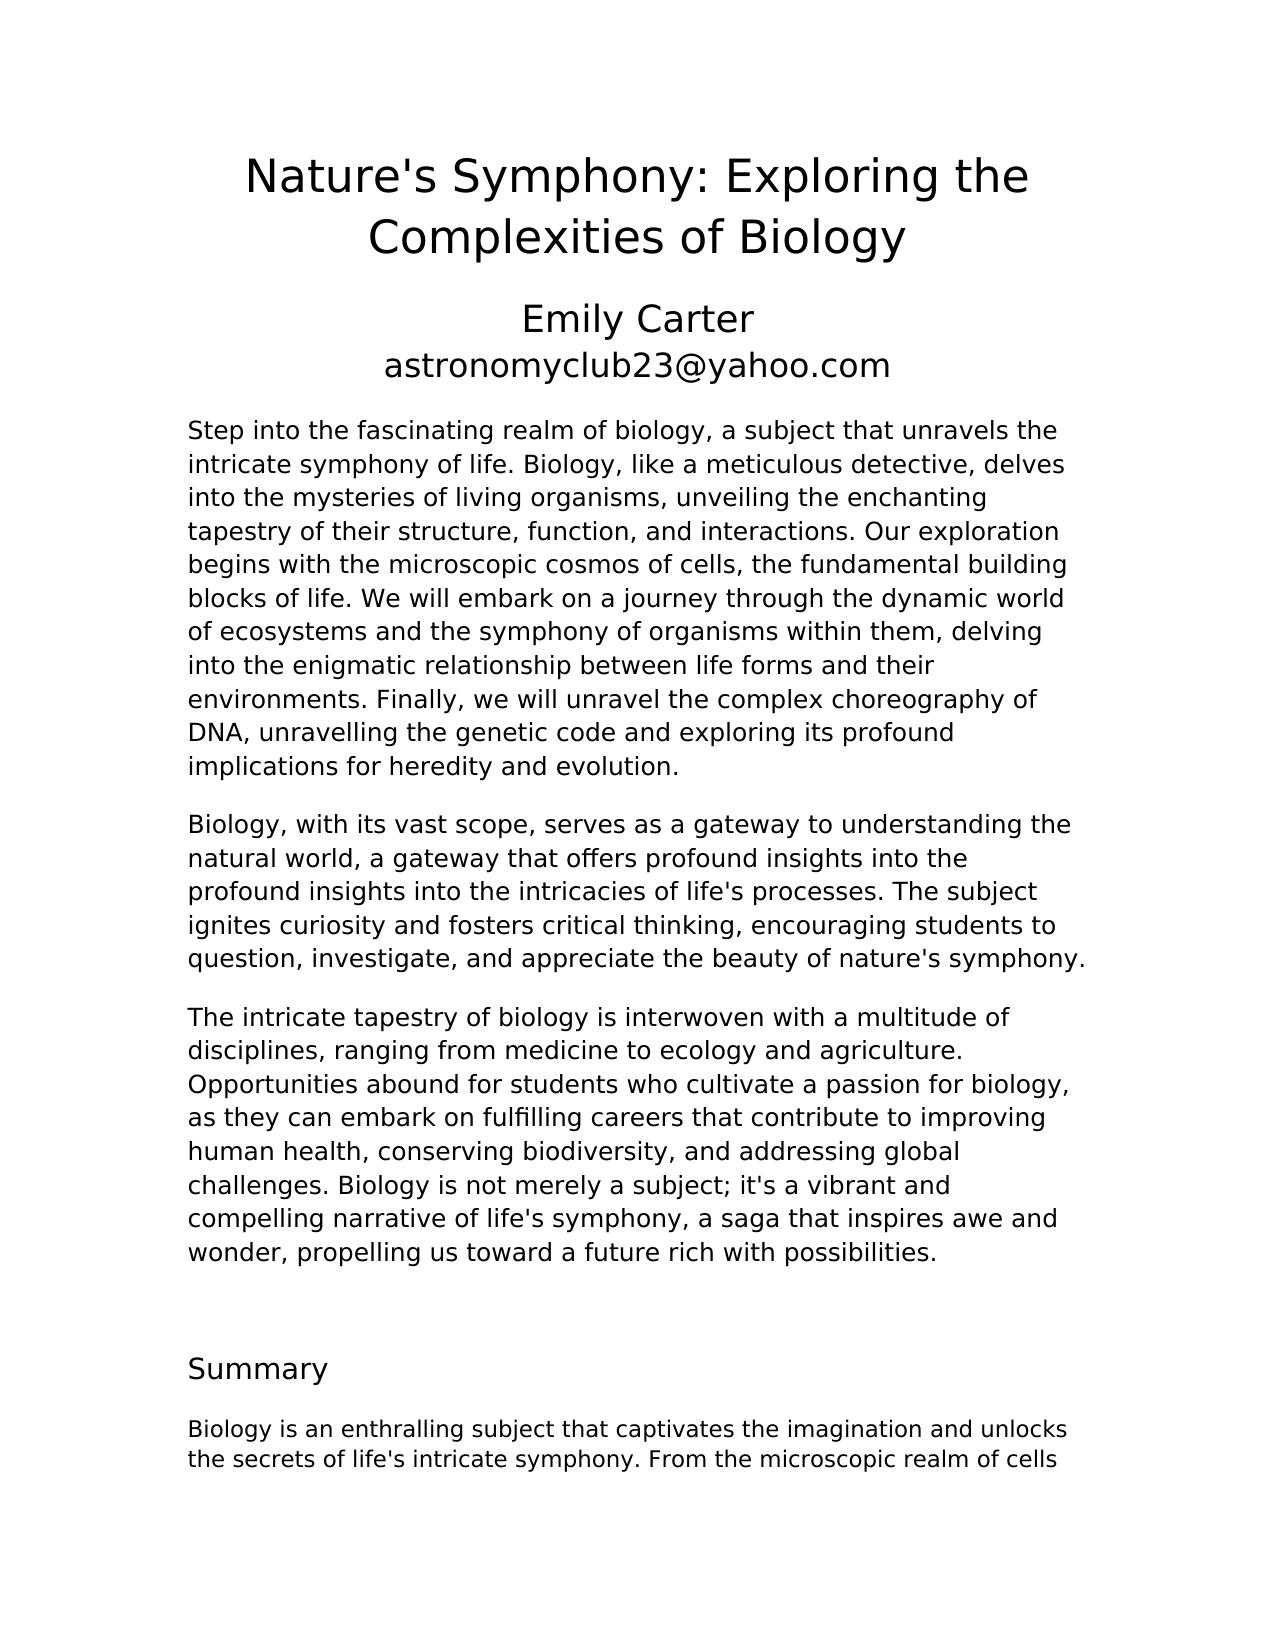 Nature's Symphony: Exploring the
Complexities of Biology
Emily Carter
astronomyclub23@yahoo.com
Step into the fascinating realm of biology, a subject that unravels the
intricate symphony of life. Biology, like a meticulous detective, delves
into the mysteries of living organisms, unveiling the enchanting
tapestry of their structure, function, and interactions. Our exploration
begins with the microscopic cosmos of cells, the fundamental building
blocks of life. We will embark on a journey through the dynamic world
of ecosystems and the symphony of organisms within them, delving
into the enigmatic relationship between life forms and their
environments. Finally, we will unravel the complex choreography of
DNA, unravelling the genetic code and exploring its profound
implications for heredity and evolution.
Biology, with its vast scope, serves as a gateway to understanding the
natural world, a gateway that offers profound insights into the
profound insights into the intricacies of life's processes. The subject
ignites curiosity and fosters critical thinking, encouraging students to
question, investigate, and appreciate the beauty of nature's symphony.
The intricate tapestry of biology is interwoven with a multitude of
disciplines, ranging from medicine to ecology and agriculture.
Opportunities abound for students who cultivate a passion for biology,
as they can embark on fulfilling careers that contribute to improving
human health, conserving biodiversity, and addressing global
challenges. Biology is not merely a subject; it's a vibrant and
compelling narrative of life's symphony, a saga that inspires awe and
wonder, propelling us toward a future rich with possibilities.
Summary
Biology is an enthralling subject that captivates the imagination and unlocks
the secrets of life's intricate symphony. From the microscopic realm of cells